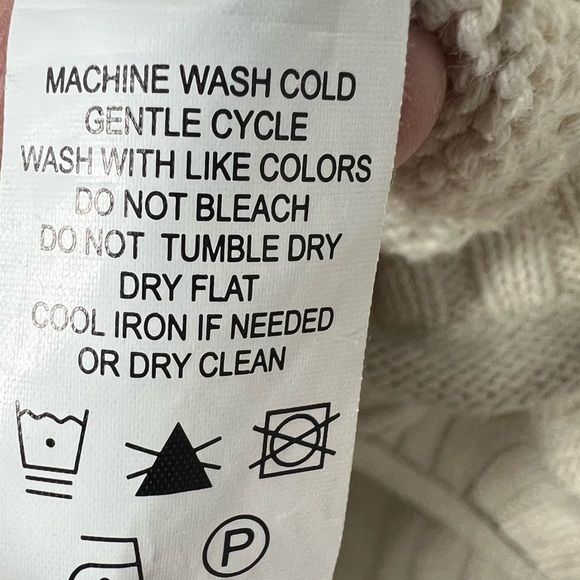 MACHINE WASH COLD
GENTLE CYCLE
WASH WITH LIKE COLORS
DO NOT BLEACH
DO NOT TUMBLE DRY
DRY FLAT
COOL IRON IF NEEDED
OR DRY CLEAN
P